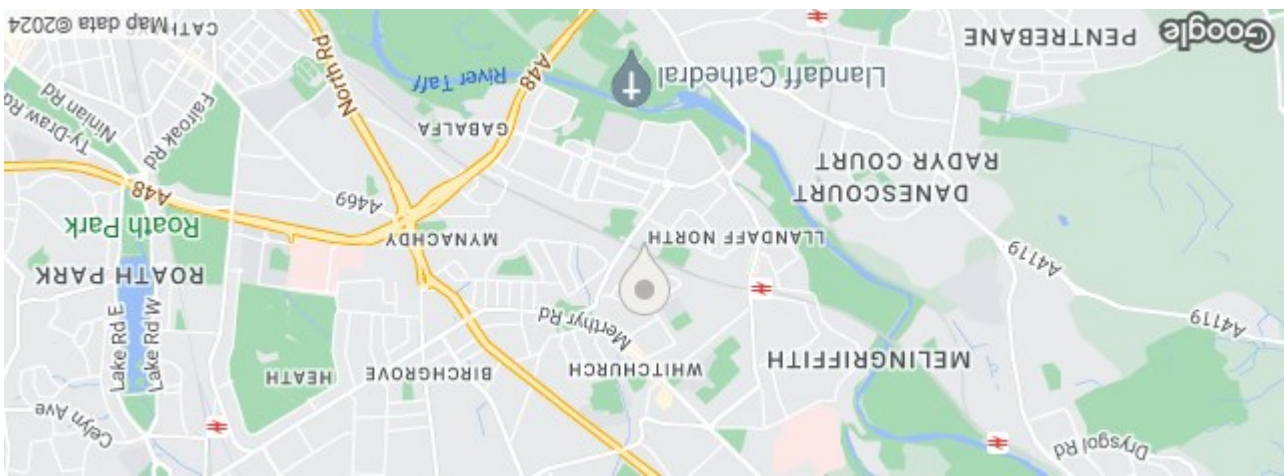 Drysgol Rd
Celyn Ave
MELINGRIFFITH
WHITCHURCH
BIRCHGROVE
HEATH
Lake Rd W
Lake Rd E
A4119
Merthyr Rd
ROATH PARK
A4119
LLANDAFF NORTH
MYNACHDY
Roath Park
DANESCOURT
RADYR COURT
A469
A48
GABALFA
Fairoak Rd
Ninian Rd
Ty-Draw Rd
Llandaff Cathedral
River Taff
A48
North Rd
PENTREBANE
CATHAYS
Google
Map data ©2024